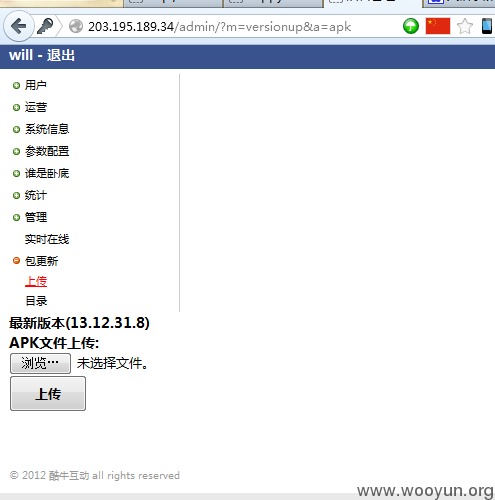 203.195.189.34/admin/?m=versionup&a=apk
will - 退出
用户
运营
系统信息
参数配置
谁是卧底
统计
管理
实时在线
包更新
上传
目录
最新版本(13.12.31.8)
APK文件上传:
浏览… 未选择文件。
上传
© 2012 酷牛互动 all rights reserved
www.wooyun.org